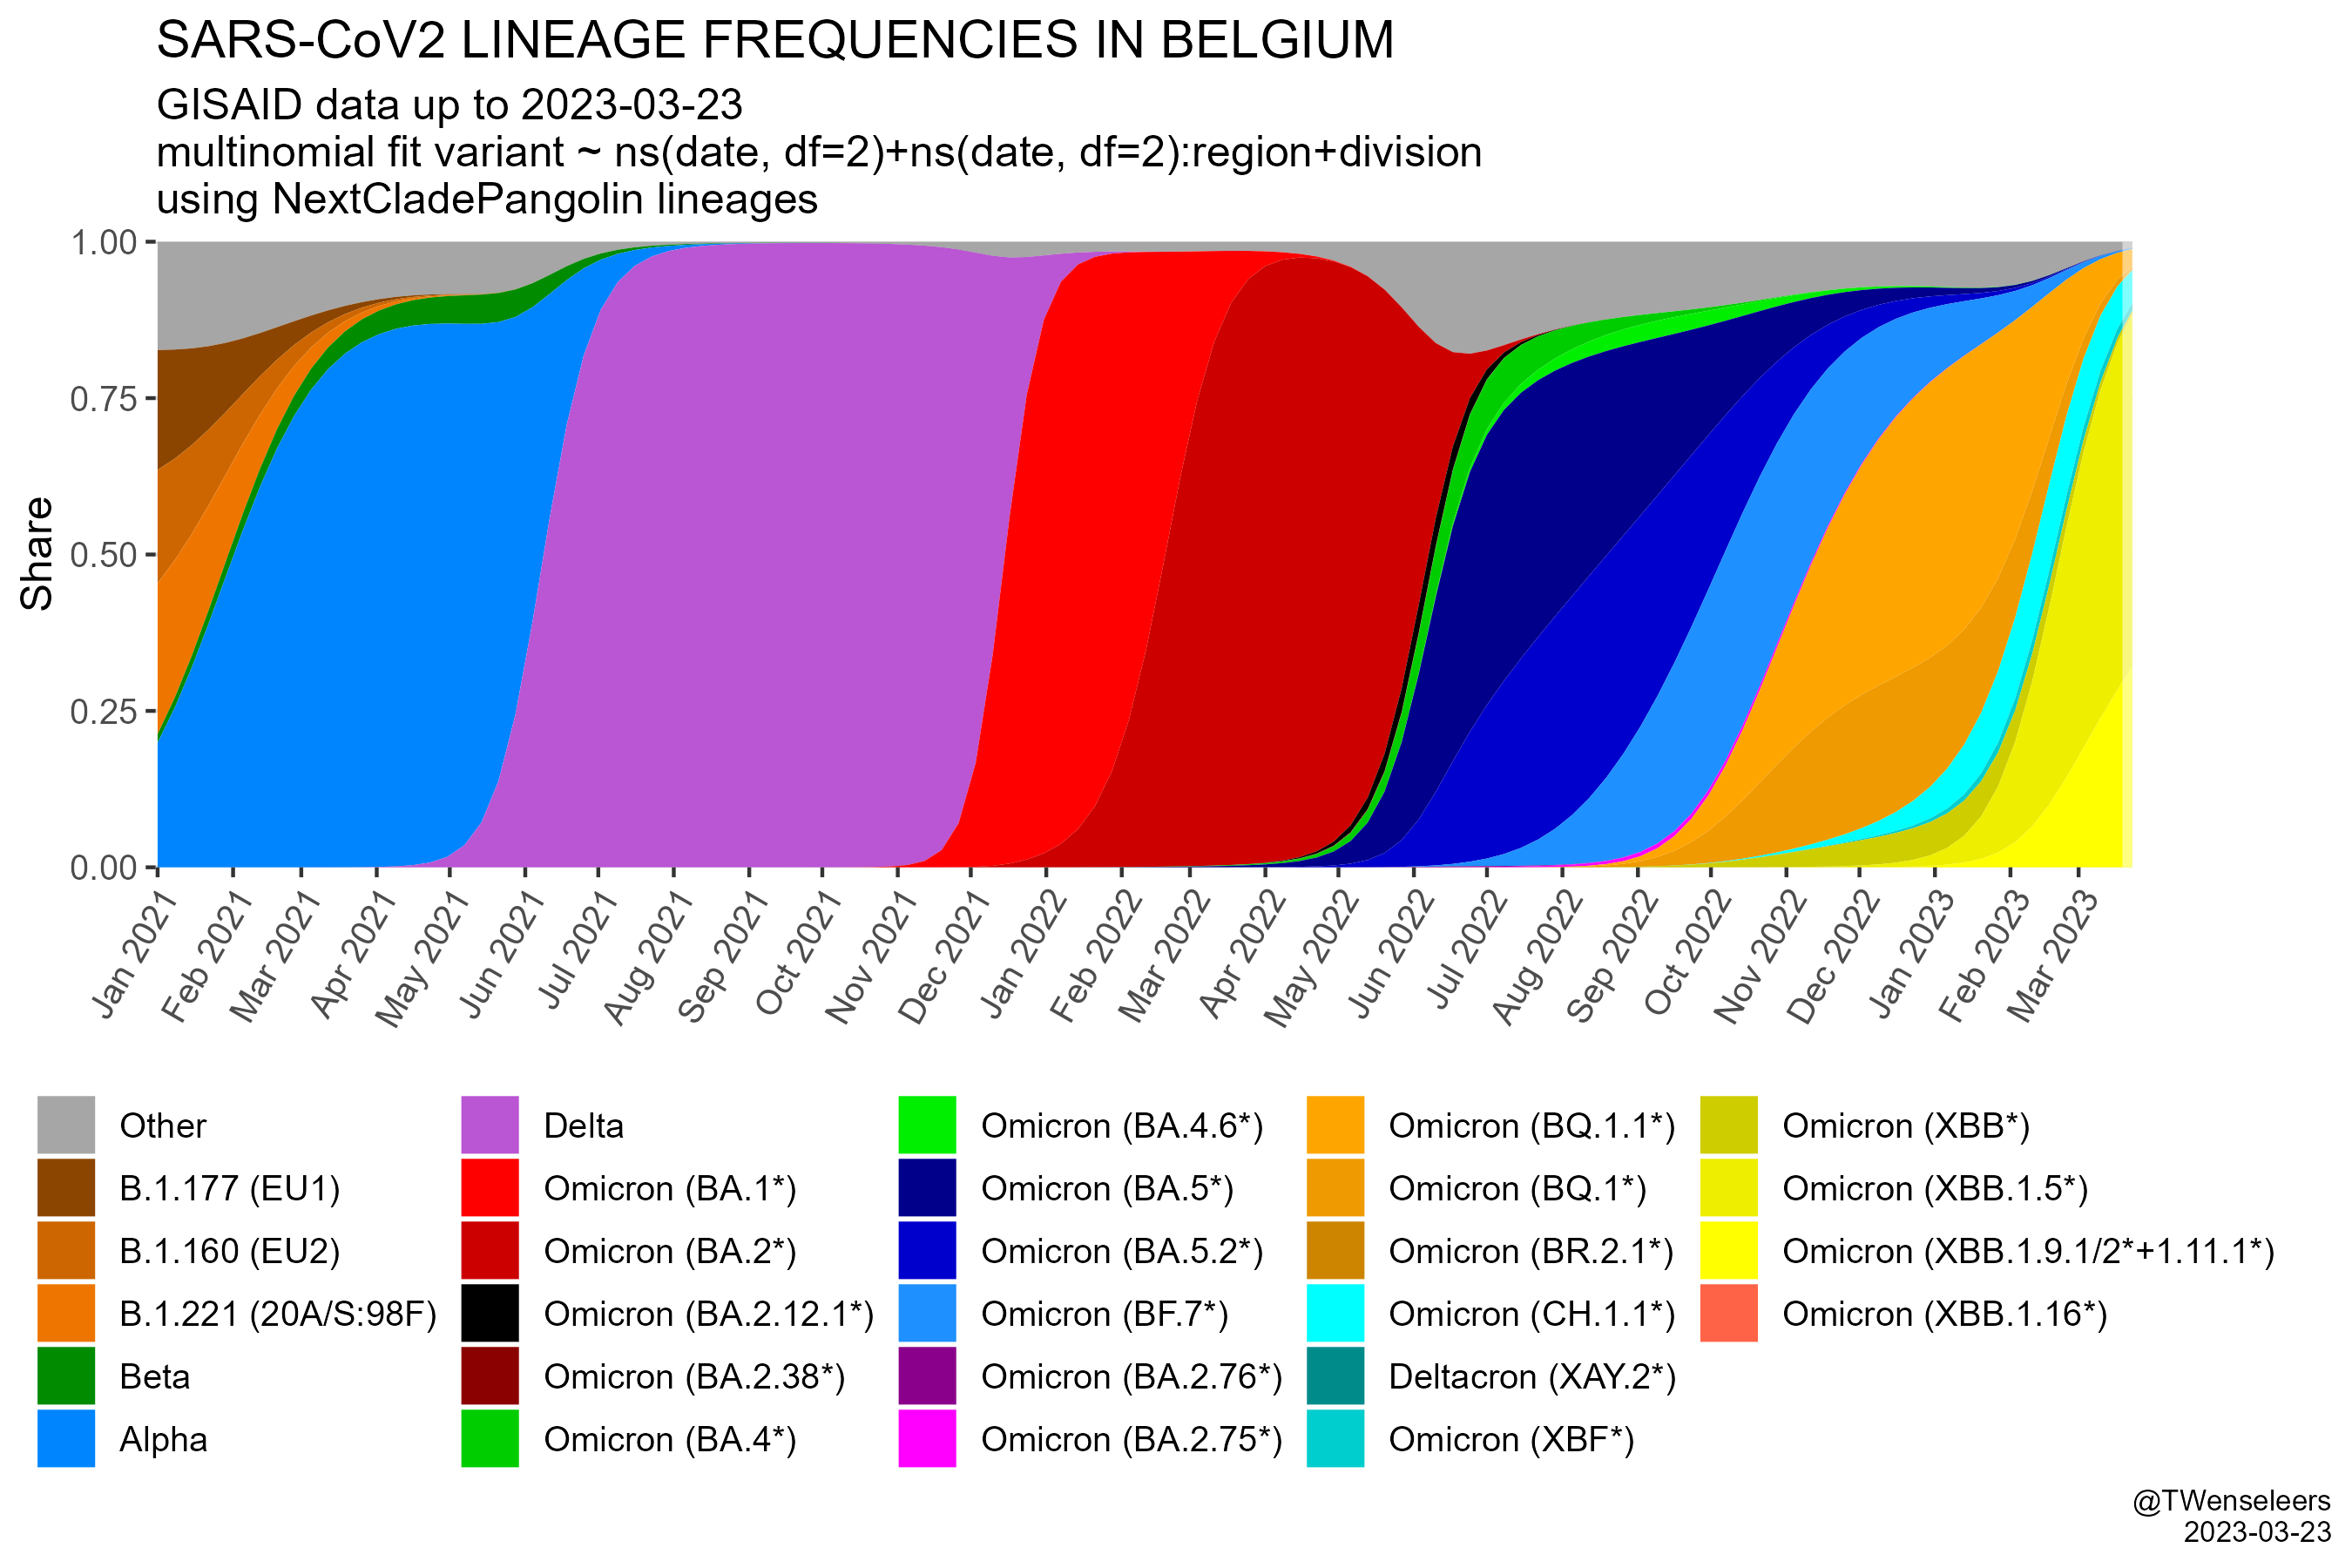 SARS-CoV2 LINEAGE FREQUENCIES IN BELGIUM
GISAID data up to 2023-03-23
multinomial fit variant ~ ns(date, df=2)+ns(date, df=2):region+division
using NextCladePangolin lineages
Share
1.00
0.75
0.50
0.25
0.00
Jan 2021
Feb 2021
Mar 2021
Apr 2021
May 2021
Jun 2021
Jul 2021
Aug 2021
Sep 2021
Oct 2021
Nov 2021
Dec 2021
Jan 2022
Feb 2022
Mar 2022
Apr 2022
May 2022
Jun 2022
Jul 2022
Aug 2022
Sep 2022
Oct 2022
Nov 2022
Dec 2022
Jan 2023
Feb 2023
Mar 2023
Other
B.1.177 (EU1)
B.1.160 (EU2)
B.1.221 (20A/S:98F)
Beta
Alpha
Delta
Omicron (BA.1*)
Omicron (BA.2*)
Omicron (BA.2.12.1*)
Omicron (BA.2.38*)
Omicron (BA.4*)
Omicron (BA.4.6*)
Omicron (BA.5*)
Omicron (BA.5.2*)
Omicron (BF.7*)
Omicron (BA.2.76*)
Omicron (BA.2.75*)
Omicron (BQ.1.1*)
Omicron (BQ.1*)
Omicron (BR.2.1*)
Omicron (CH.1.1*)
Deltacron (XAY.2*)
Omicron (XBF*)
Omicron (XBB*)
Omicron (XBB.1.5*)
Omicron (XBB.1.9.1/2*+1.11.1*)
Omicron (XBB.1.16*)
@TWenseleers
2023-03-23